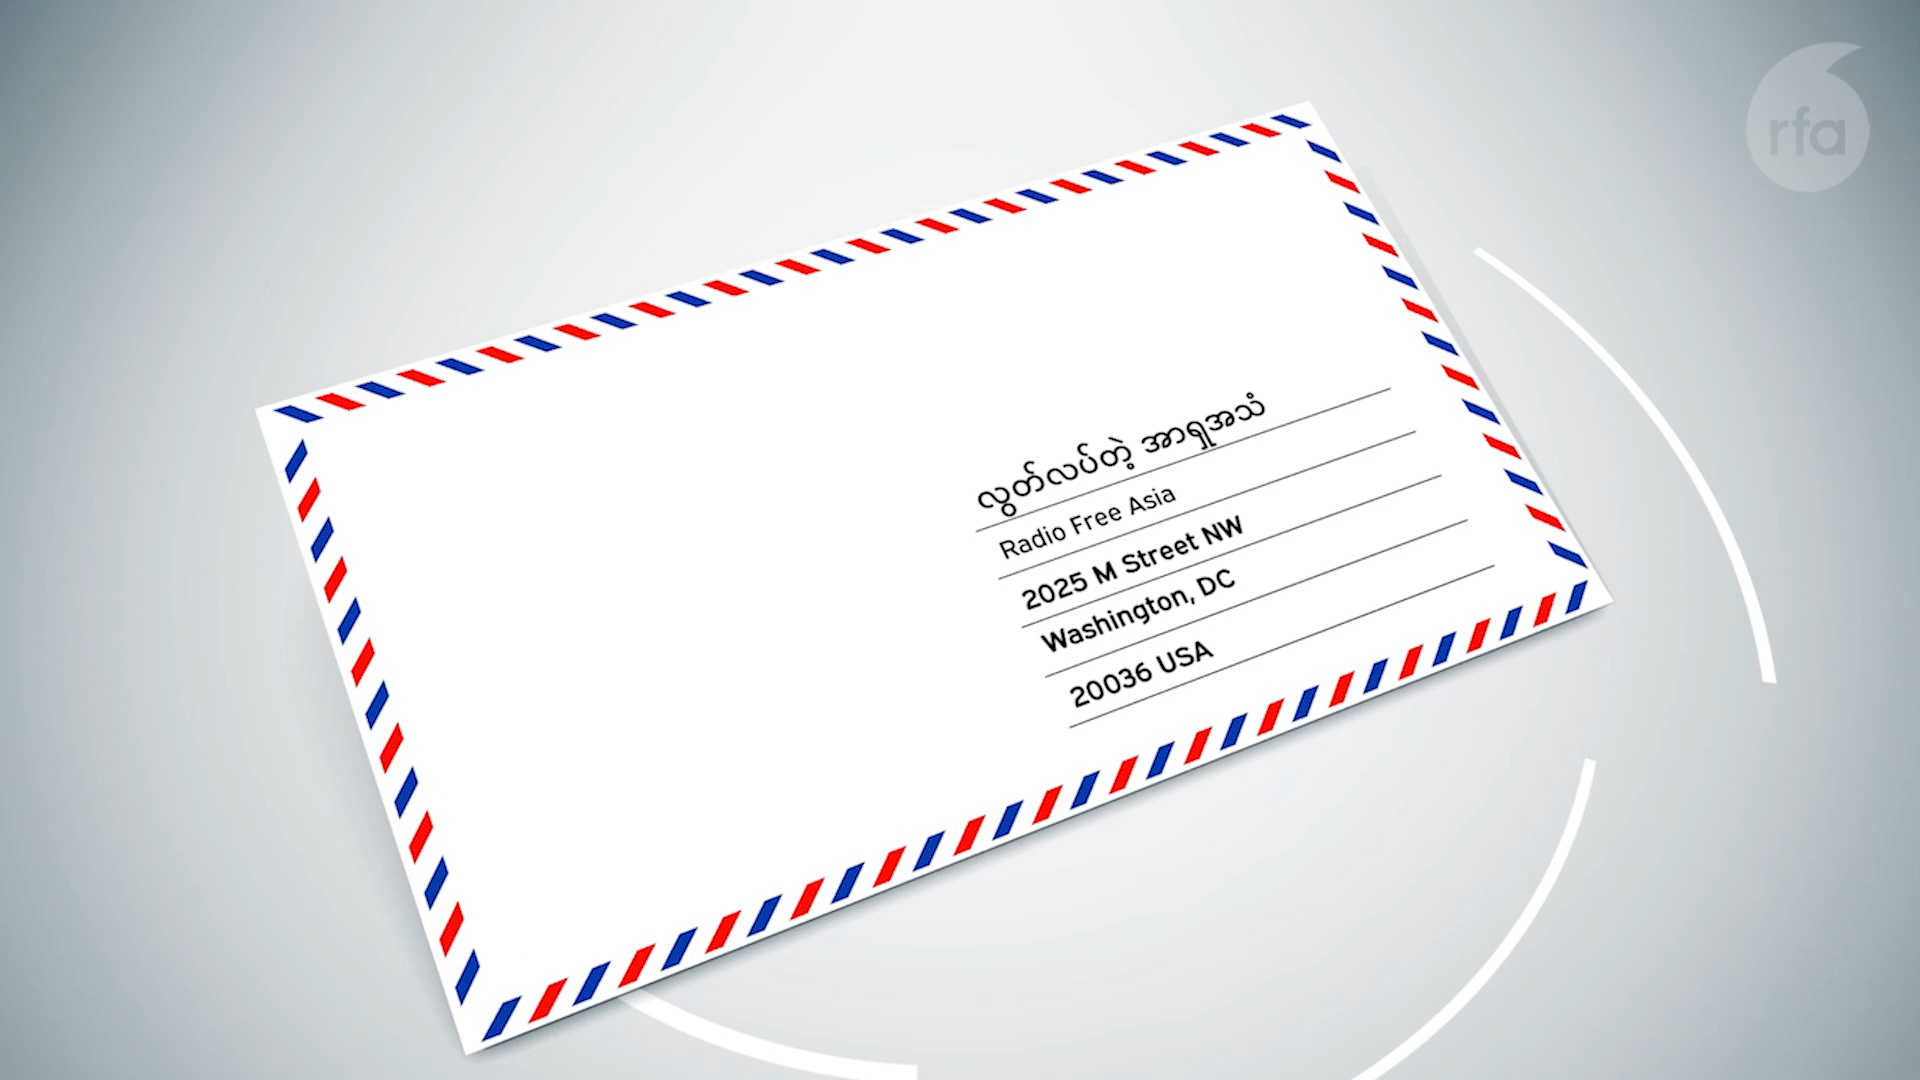 rfa
လွတ်လပ်တဲ့ အာရှအသံ
Radio Free Asia
2025 M Street NW
Washington, DC
20036 USA